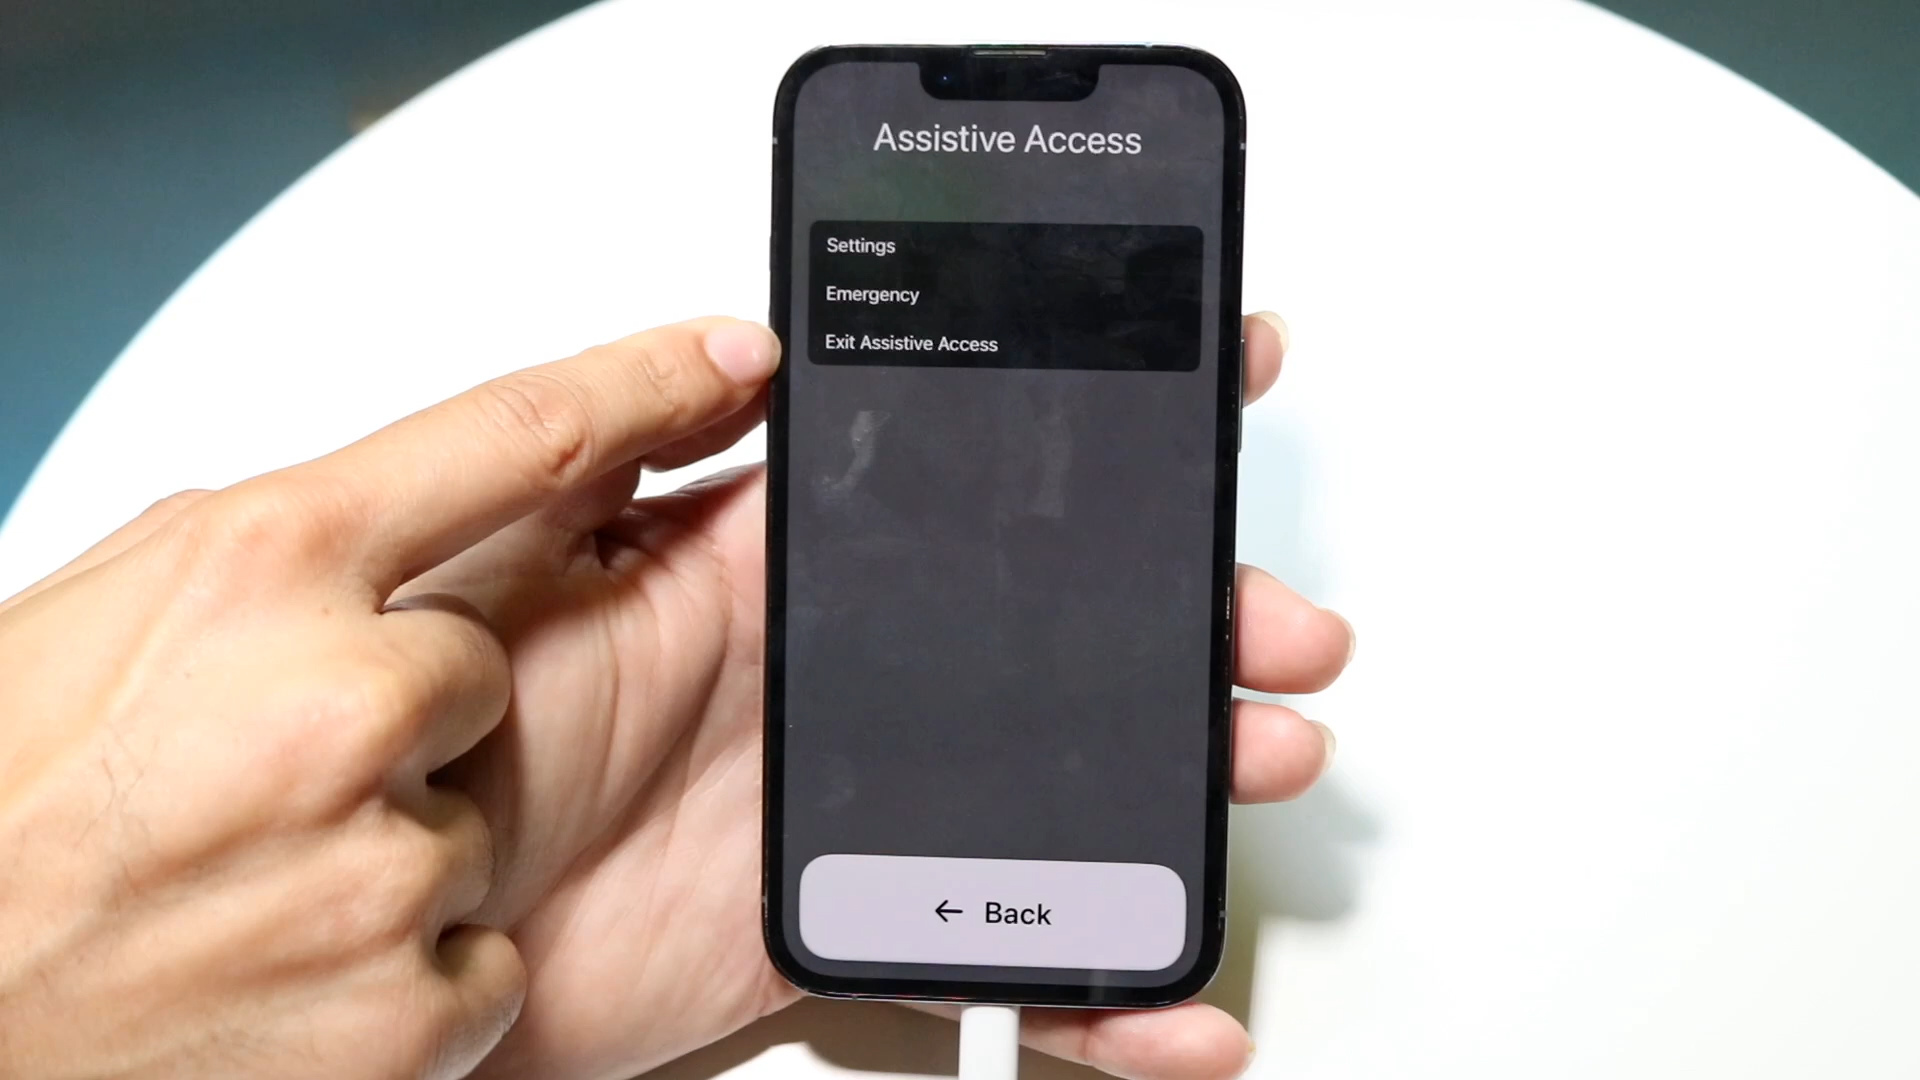 Assistive Access
Settings
Emergency
Exit Assistive Access
← Back